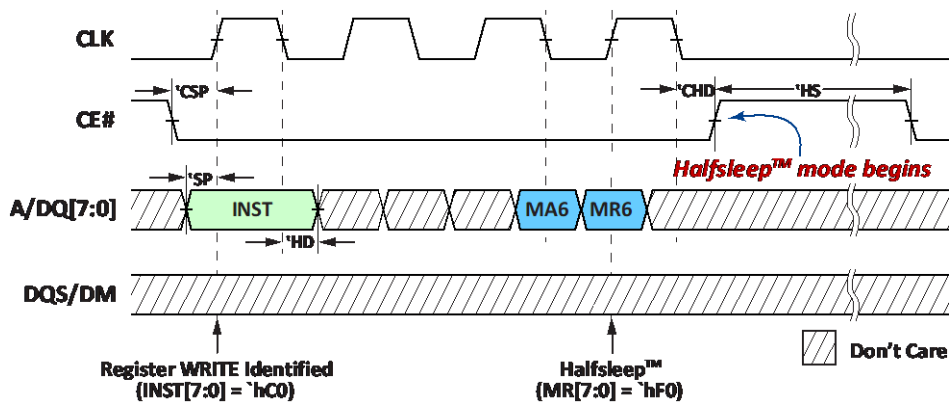 CLK
tCSP
tCHD
tHS
CE#
Halfsleep™ mode begins
tSP
A/DQ[7:0]
INST
MA6
MR6
tHD
DQS/DM
Register WRITE Identified
(INST[7:0] = `hC0)
Halfsleep™
(MR[7:0] = `hF0)
Don't Care